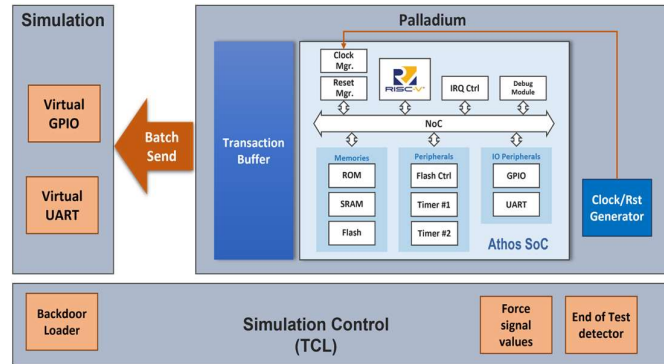 Simulation
Virtual
GPIO
Virtual
UART
Batch
Send
Palladium
Transaction
Buffer
Clock
Mgr.
Reset
Mgr.
RISC-V
IRQ Ctrl
Debug
Module
NoC
Memories
ROM
SRAM
Flash
Peripherals
Flash Ctrl
Timer #1
Timer #2
IO Peripherals
GPIO
UART
Athos SoC
Clock/Rst
Generator
Backdoor
Loader
Simulation Control
(TCL)
Force
signal
values
End of Test
detector